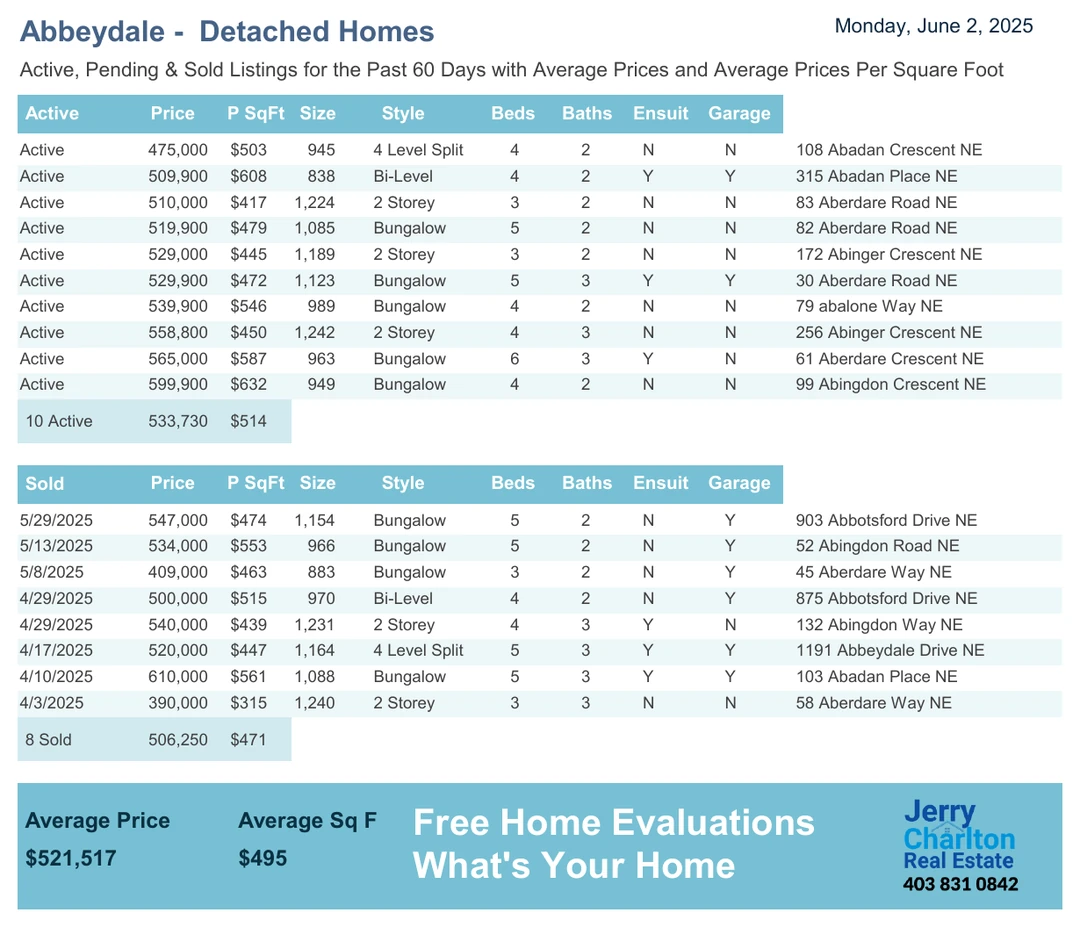 Abbeydale - Detached Homes
Monday, June 2, 2025
Active, Pending & Sold Listings for the Past 60 Days with Average Prices and Average Prices Per Square Foot
Active Price P SqFt Size Style Beds Baths Ensuit Garage
Active 475,000 $503 945 4 Level Split 4 2 N N 108 Abadan Crescent NE
Active 509,900 $608 838 Bi-Level 4 2 Y Y 315 Abadan Place NE
Active 510,000 $417 1,224 2 Storey 3 2 N N 83 Aberdare Road NE
Active 519,900 $479 1,085 Bungalow 5 2 N N 82 Aberdare Road NE
Active 529,000 $445 1,189 2 Storey 3 2 N N 172 Abinger Crescent NE
Active 529,900 $472 1,123 Bungalow 5 3 Y Y 30 Aberdare Road NE
Active 539,900 $546 989 Bungalow 4 2 N N 79 abalone Way NE
Active 558,800 $450 1,242 2 Storey 4 3 N N 256 Abinger Crescent NE
Active 565,000 $587 963 Bungalow 6 3 Y N 61 Aberdare Crescent NE
Active 599,900 $632 949 Bungalow 4 2 N N 99 Abingdon Crescent NE
10 Active 533,730 $514
Sold Price P SqFt Size Style Beds Baths Ensuit Garage
5/29/2025 547,000 $474 1,154 Bungalow 5 2 N Y 903 Abbotsford Drive NE
5/13/2025 534,000 $553 966 Bungalow 5 2 N Y 52 Abingdon Road NE
5/8/2025 409,000 $463 883 Bungalow 3 2 N Y 45 Aberdare Way NE
4/29/2025 500,000 $515 970 Bi-Level 4 2 N Y 875 Abbotsford Drive NE
4/29/2025 540,000 $439 1,231 2 Storey 4 3 Y N 132 Abingdon Way NE
4/17/2025 520,000 $447 1,164 4 Level Split 5 3 Y Y 1191 Abbeydale Drive NE
4/10/2025 610,000 $561 1,088 Bungalow 5 3 Y Y 103 Abadan Place NE
4/3/2025 390,000 $315 1,240 2 Storey 3 3 N N 58 Aberdare Way NE
8 Sold 506,250 $471
Average Price Average Sq F
$521,517 $495
Free Home Evaluations
What's Your Home
Jerry
Charlton
Real Estate
403 831 0842